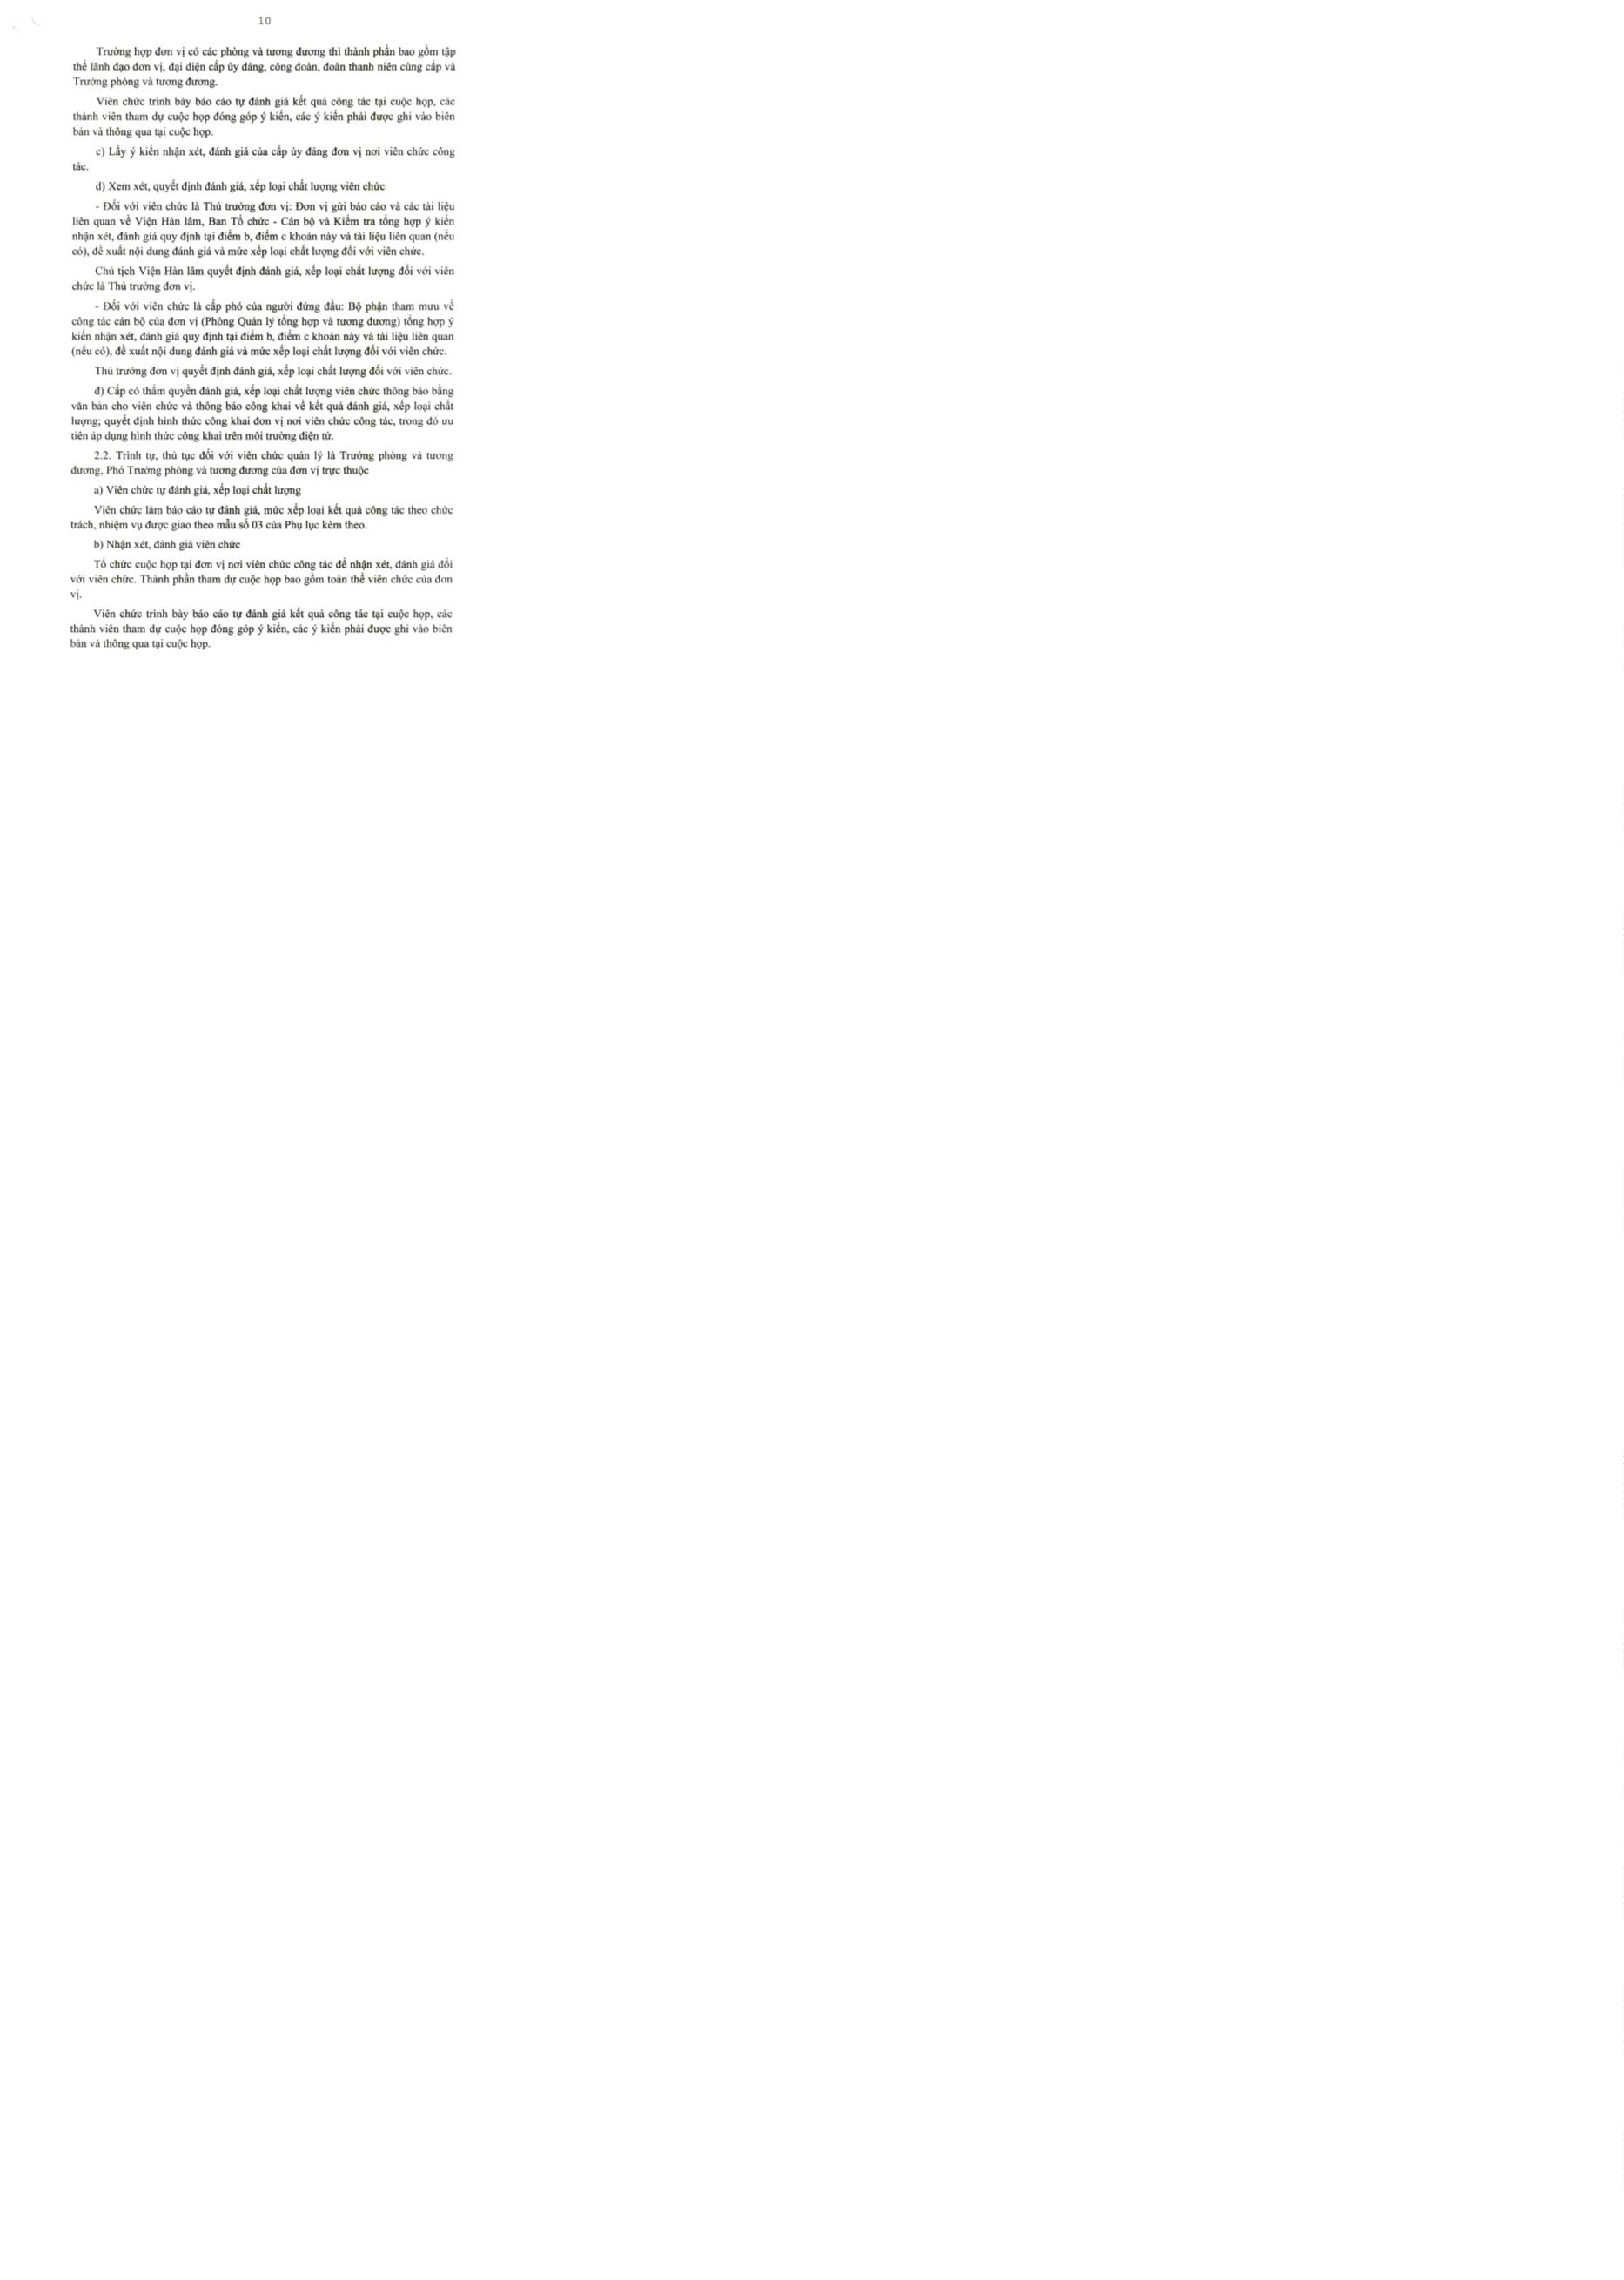 10
Trường hợp đơn vị có các phòng và tương đương thì thành phần bao gồm tập
thể lãnh đạo đơn vị, đại diện cấp ủy đảng, công đoàn, đoàn thanh niên cùng cấp và
Trưởng phòng và tương đương.
Viên chức trình bày báo cáo tự đánh giá kết quả công tác tại cuộc họp, các
thành viên tham dự cuộc họp đóng góp ý kiến, các ý kiến phải được ghi vào biên
bản và thông qua tại cuộc họp.
c) Lấy ý kiến nhận xét, đánh giá của cấp ủy đảng đơn vị nơi viên chức công
tác.
d) Xem xét, quyết định đánh giá, xếp loại chất lượng viên chức
- Đối với viên chức là Thủ trưởng đơn vị: Đơn vị gửi báo cáo và các tài liệu
liên quan về Viện Hàn lâm, Ban Tổ chức - Cán bộ và Kiểm tra tổng hợp ý kiến
nhận xét, đánh giá quy định tại điểm b, điểm c khoản này và tài liệu liên quan (nếu
có), đề xuất nội dung đánh giá và mức xếp loại chất lượng đối với viên chức.
Chủ tịch Viện Hàn lâm quyết định đánh giá, xếp loại chất lượng đối với viên
chức là Thủ trưởng đơn vị.
- Đối với viên chức là cấp phó của người đứng đầu: Bộ phận tham mưu về
công tác cán bộ của đơn vị (Phòng Quản lý tổng hợp và tương đương) tổng hợp ý
kiến nhận xét, đánh giá quy định tại điểm b, điểm c khoản này và tài liệu liên quan
(nếu có), đề xuất nội dung đánh giá và mức xếp loại chất lượng đối với viên chức.
Thủ trưởng đơn vị quyết định đánh giá, xếp loại chất lượng đối với viên chức.
đ) Cấp có thẩm quyền đánh giá, xếp loại chất lượng viên chức thông báo bằng
văn bản cho viên chức và thông báo công khai về kết quả đánh giá, xếp loại chất
lượng; quyết định hình thức công khai đơn vị nơi viên chức công tác, trong đó ưu
tiên áp dụng hình thức công khai trên môi trường điện tử.
2.2. Trình tự, thủ tục đối với viên chức quản lý là Trưởng phòng và tương
đương, Phó Trưởng phòng và tương đương của đơn vị trực thuộc
a) Viên chức tự đánh giá, xếp loại chất lượng
Viên chức làm báo cáo tự đánh giá, mức xếp loại kết quả công tác theo chức
trách, nhiệm vụ được giao theo mẫu số 03 của Phụ lục kèm theo.
b) Nhận xét, đánh giá viên chức
Tổ chức cuộc họp tại đơn vị nơi viên chức công tác để nhận xét, đánh giá đối
với viên chức. Thành phần tham dự cuộc họp bao gồm toàn thể viên chức của đơn
vị.
Viên chức trình bày báo cáo tự đánh giá kết quả công tác tại cuộc họp, các
thành viên tham dự cuộc họp đóng góp ý kiến, các ý kiến phải được ghi vào biên
bản và thông qua tại cuộc họp.